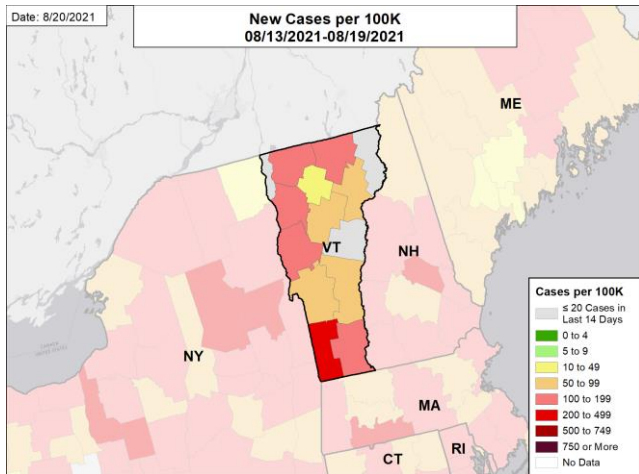 Date: 8/20/2021
New Cases per 100K
08/13/2021-08/19/2021
ME
VT
NH
NY
MA
CT
RI
Cases per 100K
≤ 20 Cases in
Last 14 Days
0 to 4
5 to 9
10 to 49
50 to 99
100 to 199
200 to 499
500 to 749
750 or More
No Data